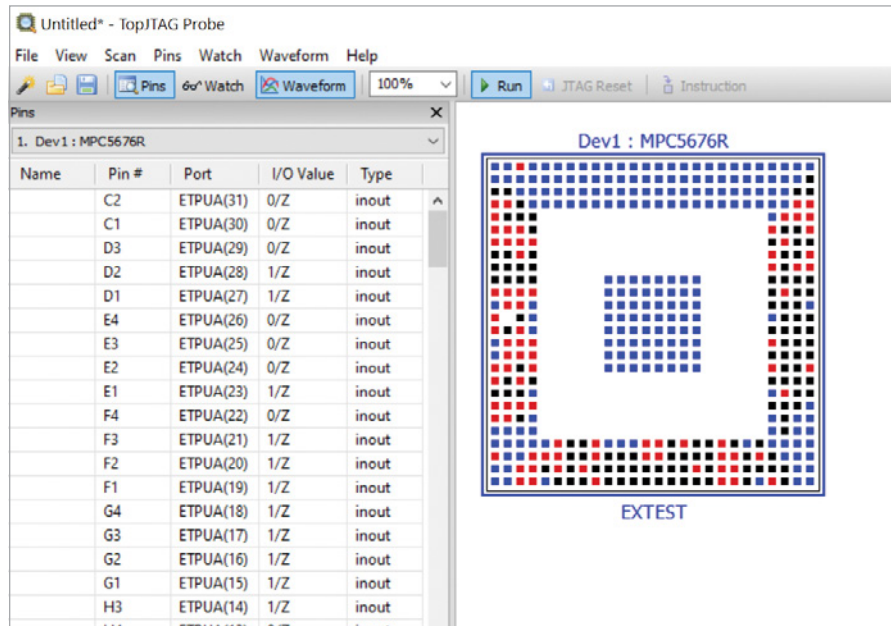 Untitled* - TopJTAG Probe
File View Scan Pins Watch Waveform Help
Pins Watch Waveform 100% Run JTAG Reset Instruction
Pins
1. Dev1 : MPC5676R
Name Pin # Port I/O Value Type
C2 ETPUA(31) 0/Z inout
C1 ETPUA(30) 0/Z inout
D3 ETPUA(29) 0/Z inout
D2 ETPUA(28) 1/Z inout
D1 ETPUA(27) 1/Z inout
E4 ETPUA(26) 0/Z inout
E3 ETPUA(25) 0/Z inout
E2 ETPUA(24) 0/Z inout
E1 ETPUA(23) 1/Z inout
F4 ETPUA(22) 0/Z inout
F3 ETPUA(21) 1/Z inout
F2 ETPUA(20) 1/Z inout
F1 ETPUA(19) 1/Z inout
G4 ETPUA(18) 1/Z inout
G3 ETPUA(17) 1/Z inout
G2 ETPUA(16) 1/Z inout
G1 ETPUA(15) 1/Z inout
H3 ETPUA(14) 1/Z inout
Dev1 : MPC5676R
EXTEST